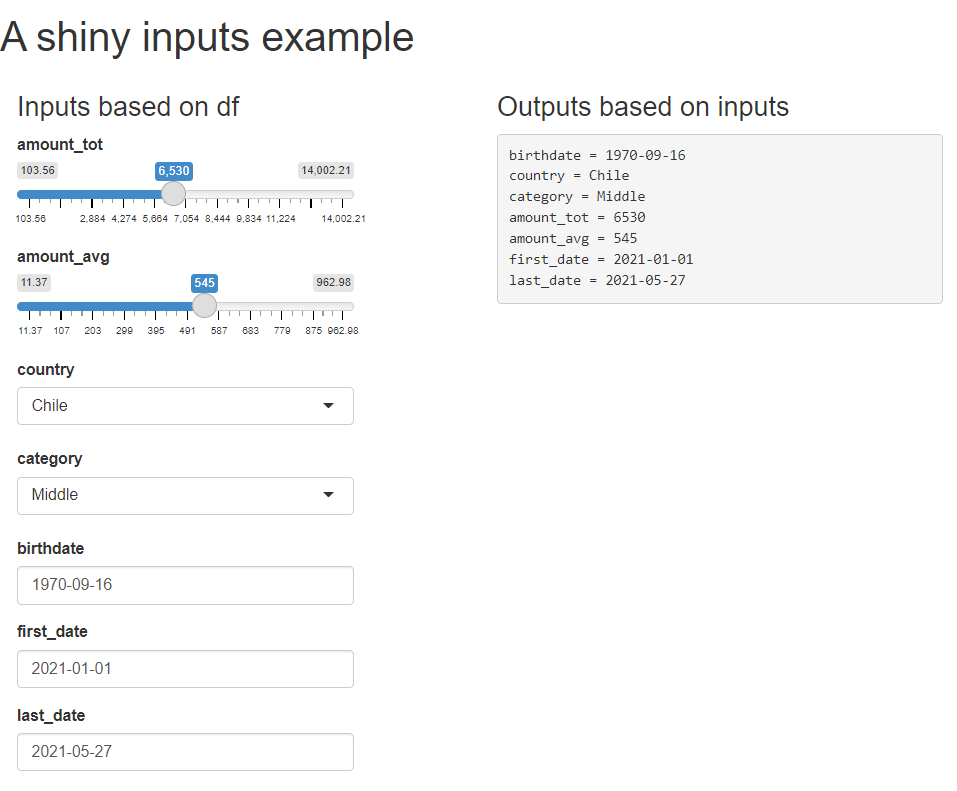 A shiny inputs example
Inputs based on df
amount_tot
103.56 6,530 14,002.21
103.56 2,884 4,274 5,664 7,054 8,444 9,834 11,224 14,002.21
amount_avg
11.37 545 962.98
11.37 107 203 299 395 491 587 683 779 875 962.98
country
Chile
category
Middle
birthdate
1970-09-16
first_date
2021-01-01
last_date
2021-05-27
Outputs based on inputs
birthdate = 1970-09-16
country = Chile
category = Middle
amount_tot = 6530
amount_avg = 545
first_date = 2021-01-01
last_date = 2021-05-27